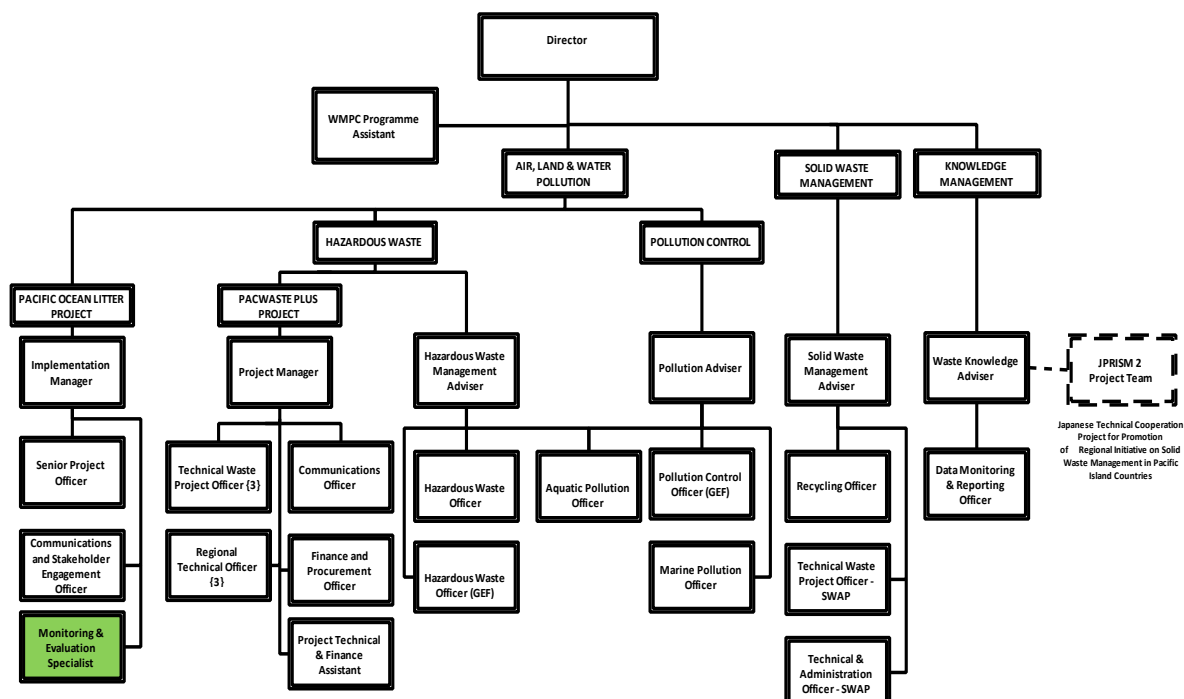 Director
WMPC Programme
Assistant
AIR, LAND & WATER
POLLUTION
SOLID WASTE
MANAGEMENT
KNOWLEDGE
MANAGEMENT
HAZARDOUS WASTE
POLLUTION CONTROL
PACIFIC OCEAN LITTER
PROJECT
PACWASTE PLUS
PROJECT
Implementation
Manager
Project Manager
Hazardous Waste
Management
Adviser
Pollution Adviser
Solid Waste
Management
Adviser
Waste Knowledge
Adviser
JPRISM 2
Project Team
Japanese Technical Cooperation
Project for Promotion
of Regional Initiative on Solid
Waste Management in Pacific
Island Countries
Senior Project
Officer
Technical Waste
Project Officer {3}
Communications
Officer
Hazardous Waste
Officer
Aquatic Pollution
Officer
Pollution Control
Officer (GEF)
Recycling Officer
Data Monitoring
& Reporting
Officer
Communications
and Stakeholder
Engagement
Officer
Regional
Technical Officer
{3}
Finance and
Procurement
Officer
Hazardous Waste
Officer (GEF)
Marine Pollution
Officer
Technical Waste
Project Officer -
SWAP
Monitoring &
Evaluation
Specialist
Project Technical
& Finance
Assistant
Technical &
Administration
Officer - SWAP